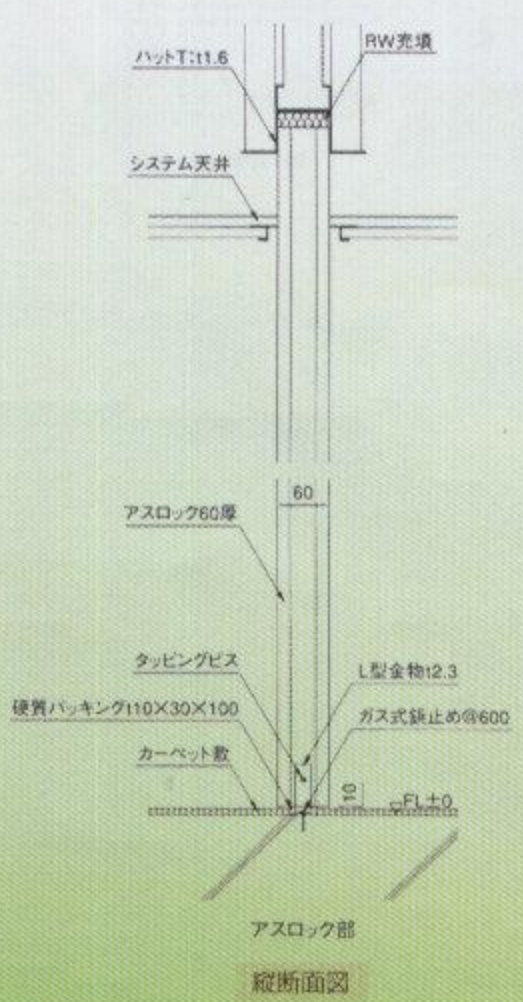 RW充填
ハットT:t1.6
システム天井
60
アスロック60厚
タッピングビス
L型金物t2.3
硬質パッキングt10×30×100
ガス式鋲止め@600
カーペット敷
10
FL±0
アスロック部
縦断面図